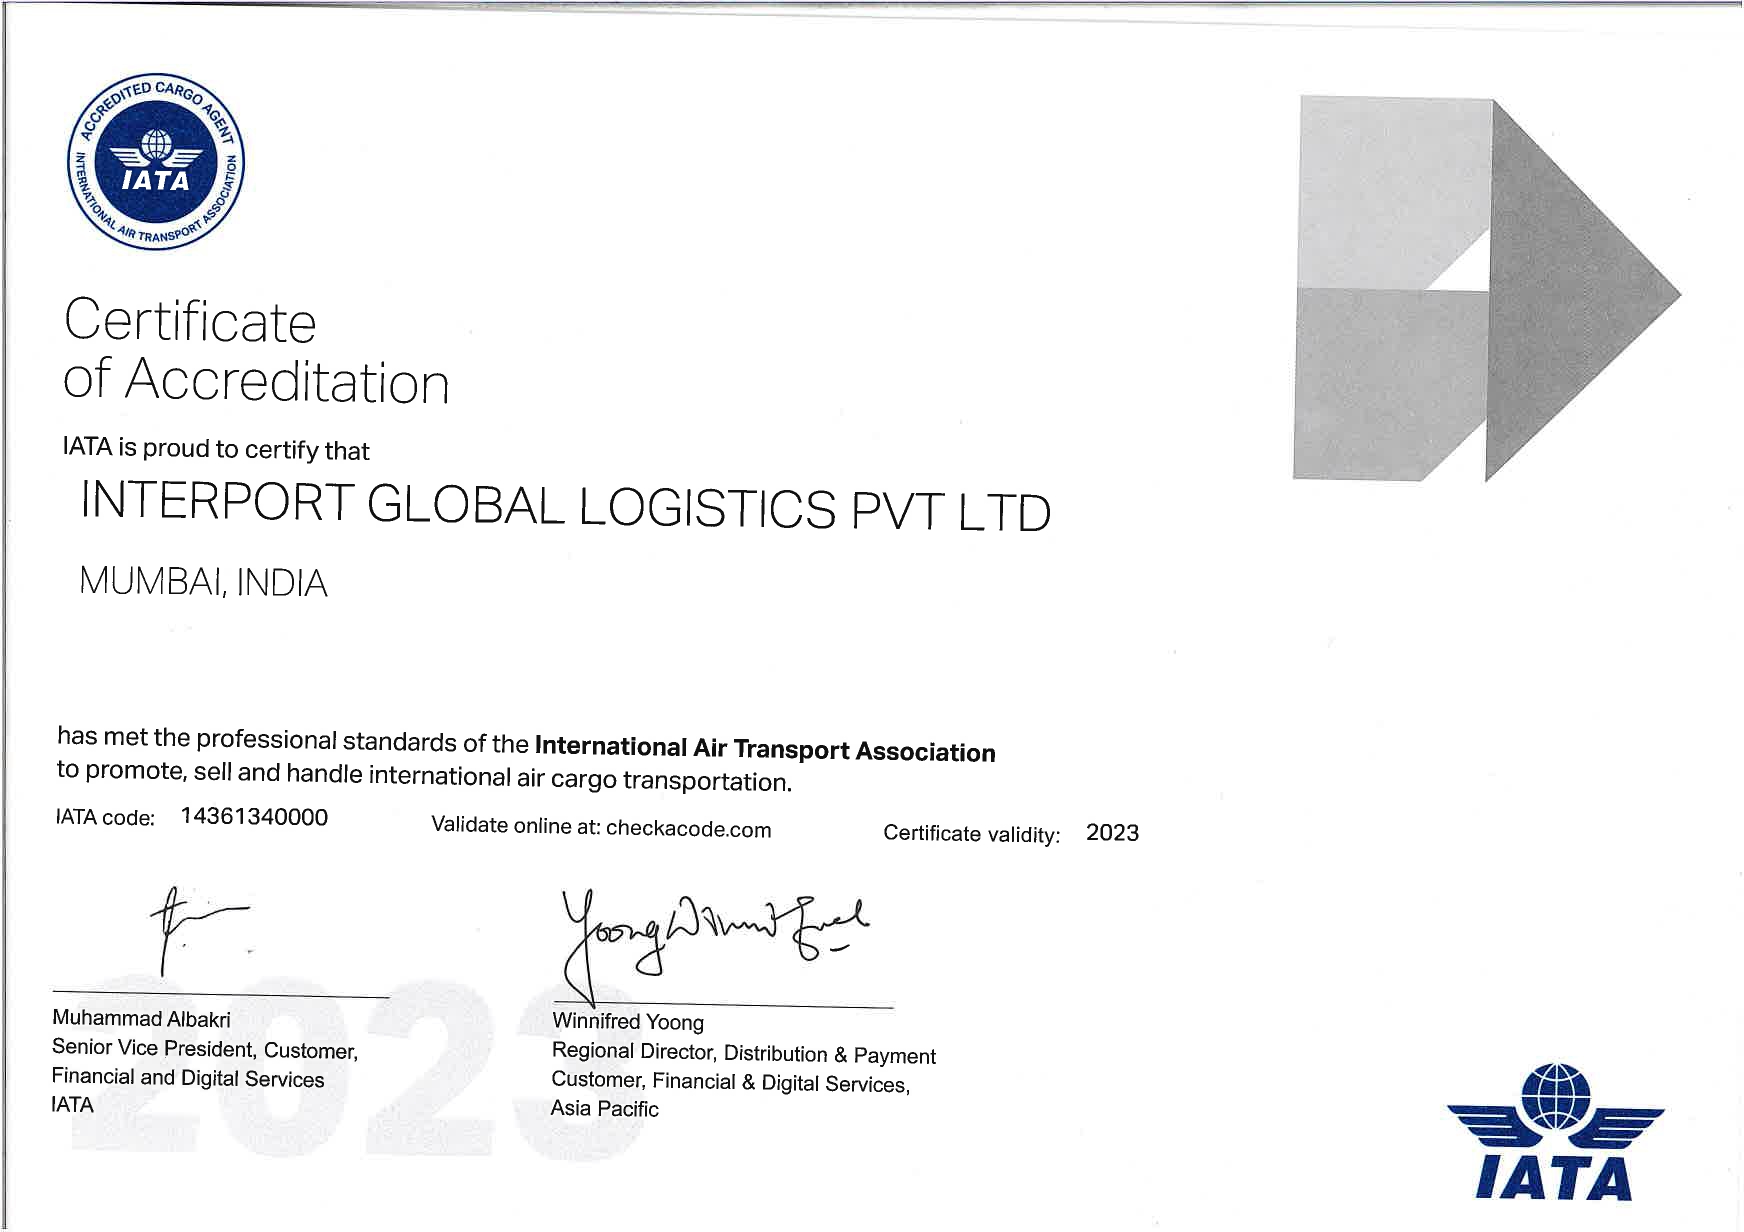 ACCREDITED CARGO AGENT
INTERNATIONAL AIR TRANSPORT ASSOCIATION
IATA
Certificate
of Accreditation
IATA is proud to certify that
INTERPORT GLOBAL LOGISTICS PVT LTD
MUMBAI, INDIA
has met the professional standards of the International Air Transport Association
to promote, sell and handle international air cargo transportation.
IATA code: 14361340000 Validate online at: checkacode.com Certificate validity: 2023
2023
Muhammad Albakri
Senior Vice President, Customer,
Financial and Digital Services
IATA
Winnifred Yoong
Regional Director, Distribution & Payment
Customer, Financial & Digital Services,
Asia Pacific
IATA